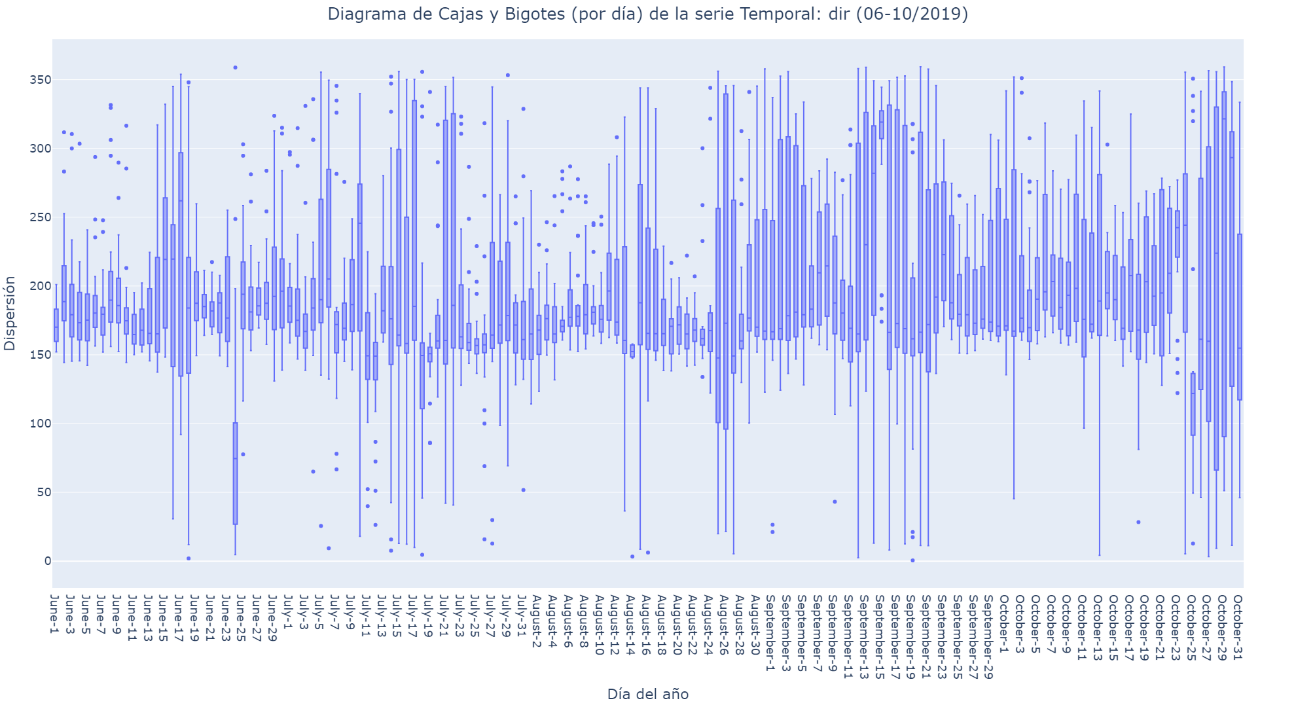 Diagrama de Cajas y Bigotes (por día) de la serie Temporal: dir (06-10/2019)
Dispersión
350
300
250
200
150
100
50
0
June-1
June-3
June-5
June-7
June-9
June-11
June-13
June-15
June-17
June-19
June-21
June-23
June-25
June-27
June-29
July-1
July-3
July-5
July-7
July-9
July-11
July-13
July-15
July-17
July-19
July-21
July-23
July-25
July-27
July-29
July-31
August-2
August-4
August-6
August-8
August-10
August-12
August-14
August-16
August-18
August-20
August-22
August-24
August-26
August-28
August-30
September-1
September-3
September-5
September-7
September-9
September-11
September-13
September-15
September-17
September-19
September-21
September-23
September-25
September-27
September-29
October-1
October-3
October-5
October-7
October-9
October-11
October-13
October-15
October-17
October-19
October-21
October-23
October-25
October-27
October-29
October-31
Día del año